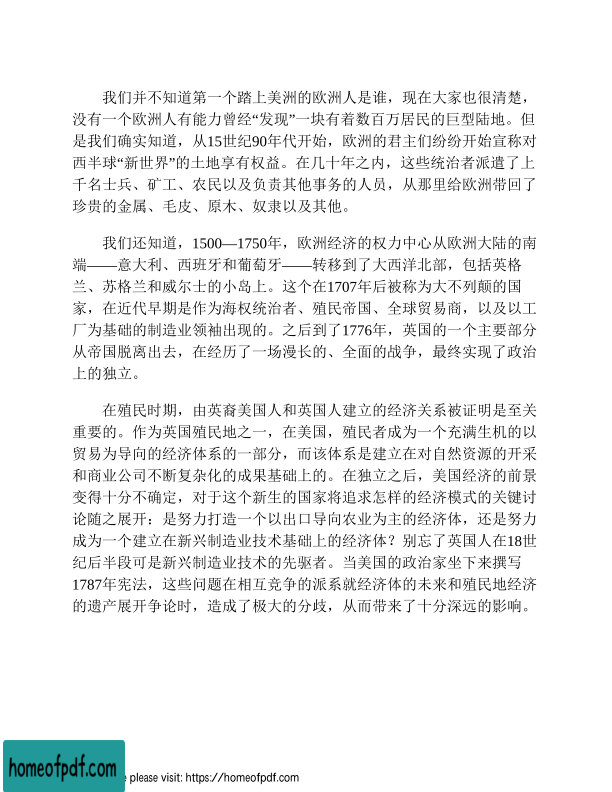 我们并不知道第一个踏上美洲的欧洲人是谁，现在大家也很清楚，
没有一个欧洲人有能力曾经“发现”一块有着数百万居民的巨型陆地。但
是我们确实知道，从15世纪90年代开始，欧洲的君主们纷纷开始宣称对
西半球“新世界”的土地享有权益。在几十年之内，这些统治者派遣了上
千名士兵、矿工、农民以及负责其他事务的人员，从那里给欧洲带回了
珍贵的金属、毛皮、原木、奴隶以及其他。
我们还知道，1500—1750年，欧洲经济的权力中心从欧洲大陆的南
端——意大利、西班牙和葡萄牙——转移到了大西洋北部，包括英格
兰、苏格兰和威尔士的小岛上。这个在1707年后被称为大不列颠的国
家，在近代早期是作为海权统治者、殖民帝国、全球贸易商，以及以工
厂为基础的制造业领袖出现的。之后到了1776年，英国的一个主要部分
从帝国脱离出去，在经历了一场漫长的、全面的战争，最终实现了政治
上的独立。
在殖民时期，由英裔美国人和英国人建立的经济关系被证明是至关
重要的。作为英国殖民地之一，在美国，殖民者成为一个充满生机的以
贸易为导向的经济体系的一部分，而该体系是建立在对自然资源的开采
和商业公司不断复杂化的成果基础上的。在独立之后，美国经济的前景
变得十分不确定，对于这个新生的国家将追求怎样的经济模式的关键讨
论随之展开：是努力打造一个以出口导向农业为主的经济体，还是努力
成为一个建立在新兴制造业技术基础上的经济体？别忘了英国人在18世
纪后半段可是新兴制造业技术的先驱者。当美国的政治家坐下来撰写
1787年宪法，这些问题在相互竞争的派系就经济体的未来和殖民地经济
的遗产展开争论时，造成了极大的分歧，从而带来了十分深远的影响。
homeofpdf.com
please visit: https://homeofpdf.com